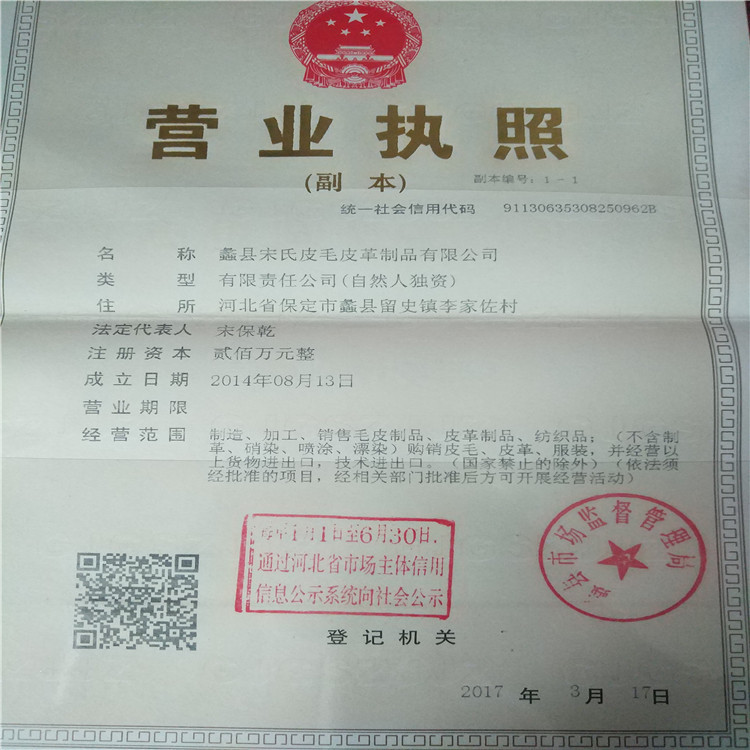 营业执照
(副 本)
副本编号：1－1
统一社会信用代码 91130635308250962B
名称 蠡县宋氏皮毛皮革制品有限公司
类型 有限责任公司(自然人独资)
住所 河北省保定市蠡县留史镇李家佐村
法定代表人 宋保乾
注册资本 贰佰万元整
成立日期 2014年08月13日
营业期限
经营范围 制造、加工、销售毛皮制品、皮革制品、纺织品；（不含制
革、硝染、喷涂、漂染）购销皮毛、皮革、服装，并经营以
上货物进出口，技术进出口。（国家禁止的除外）（依法须
经批准的项目，经相关部门批准后方可开展经营活动）
每年1月1日至6月30日.
通过河北省市场主体信用
信息公示系统向社会公示
蠡县市场监督管理局
登记机关
2017 年 3月 17日